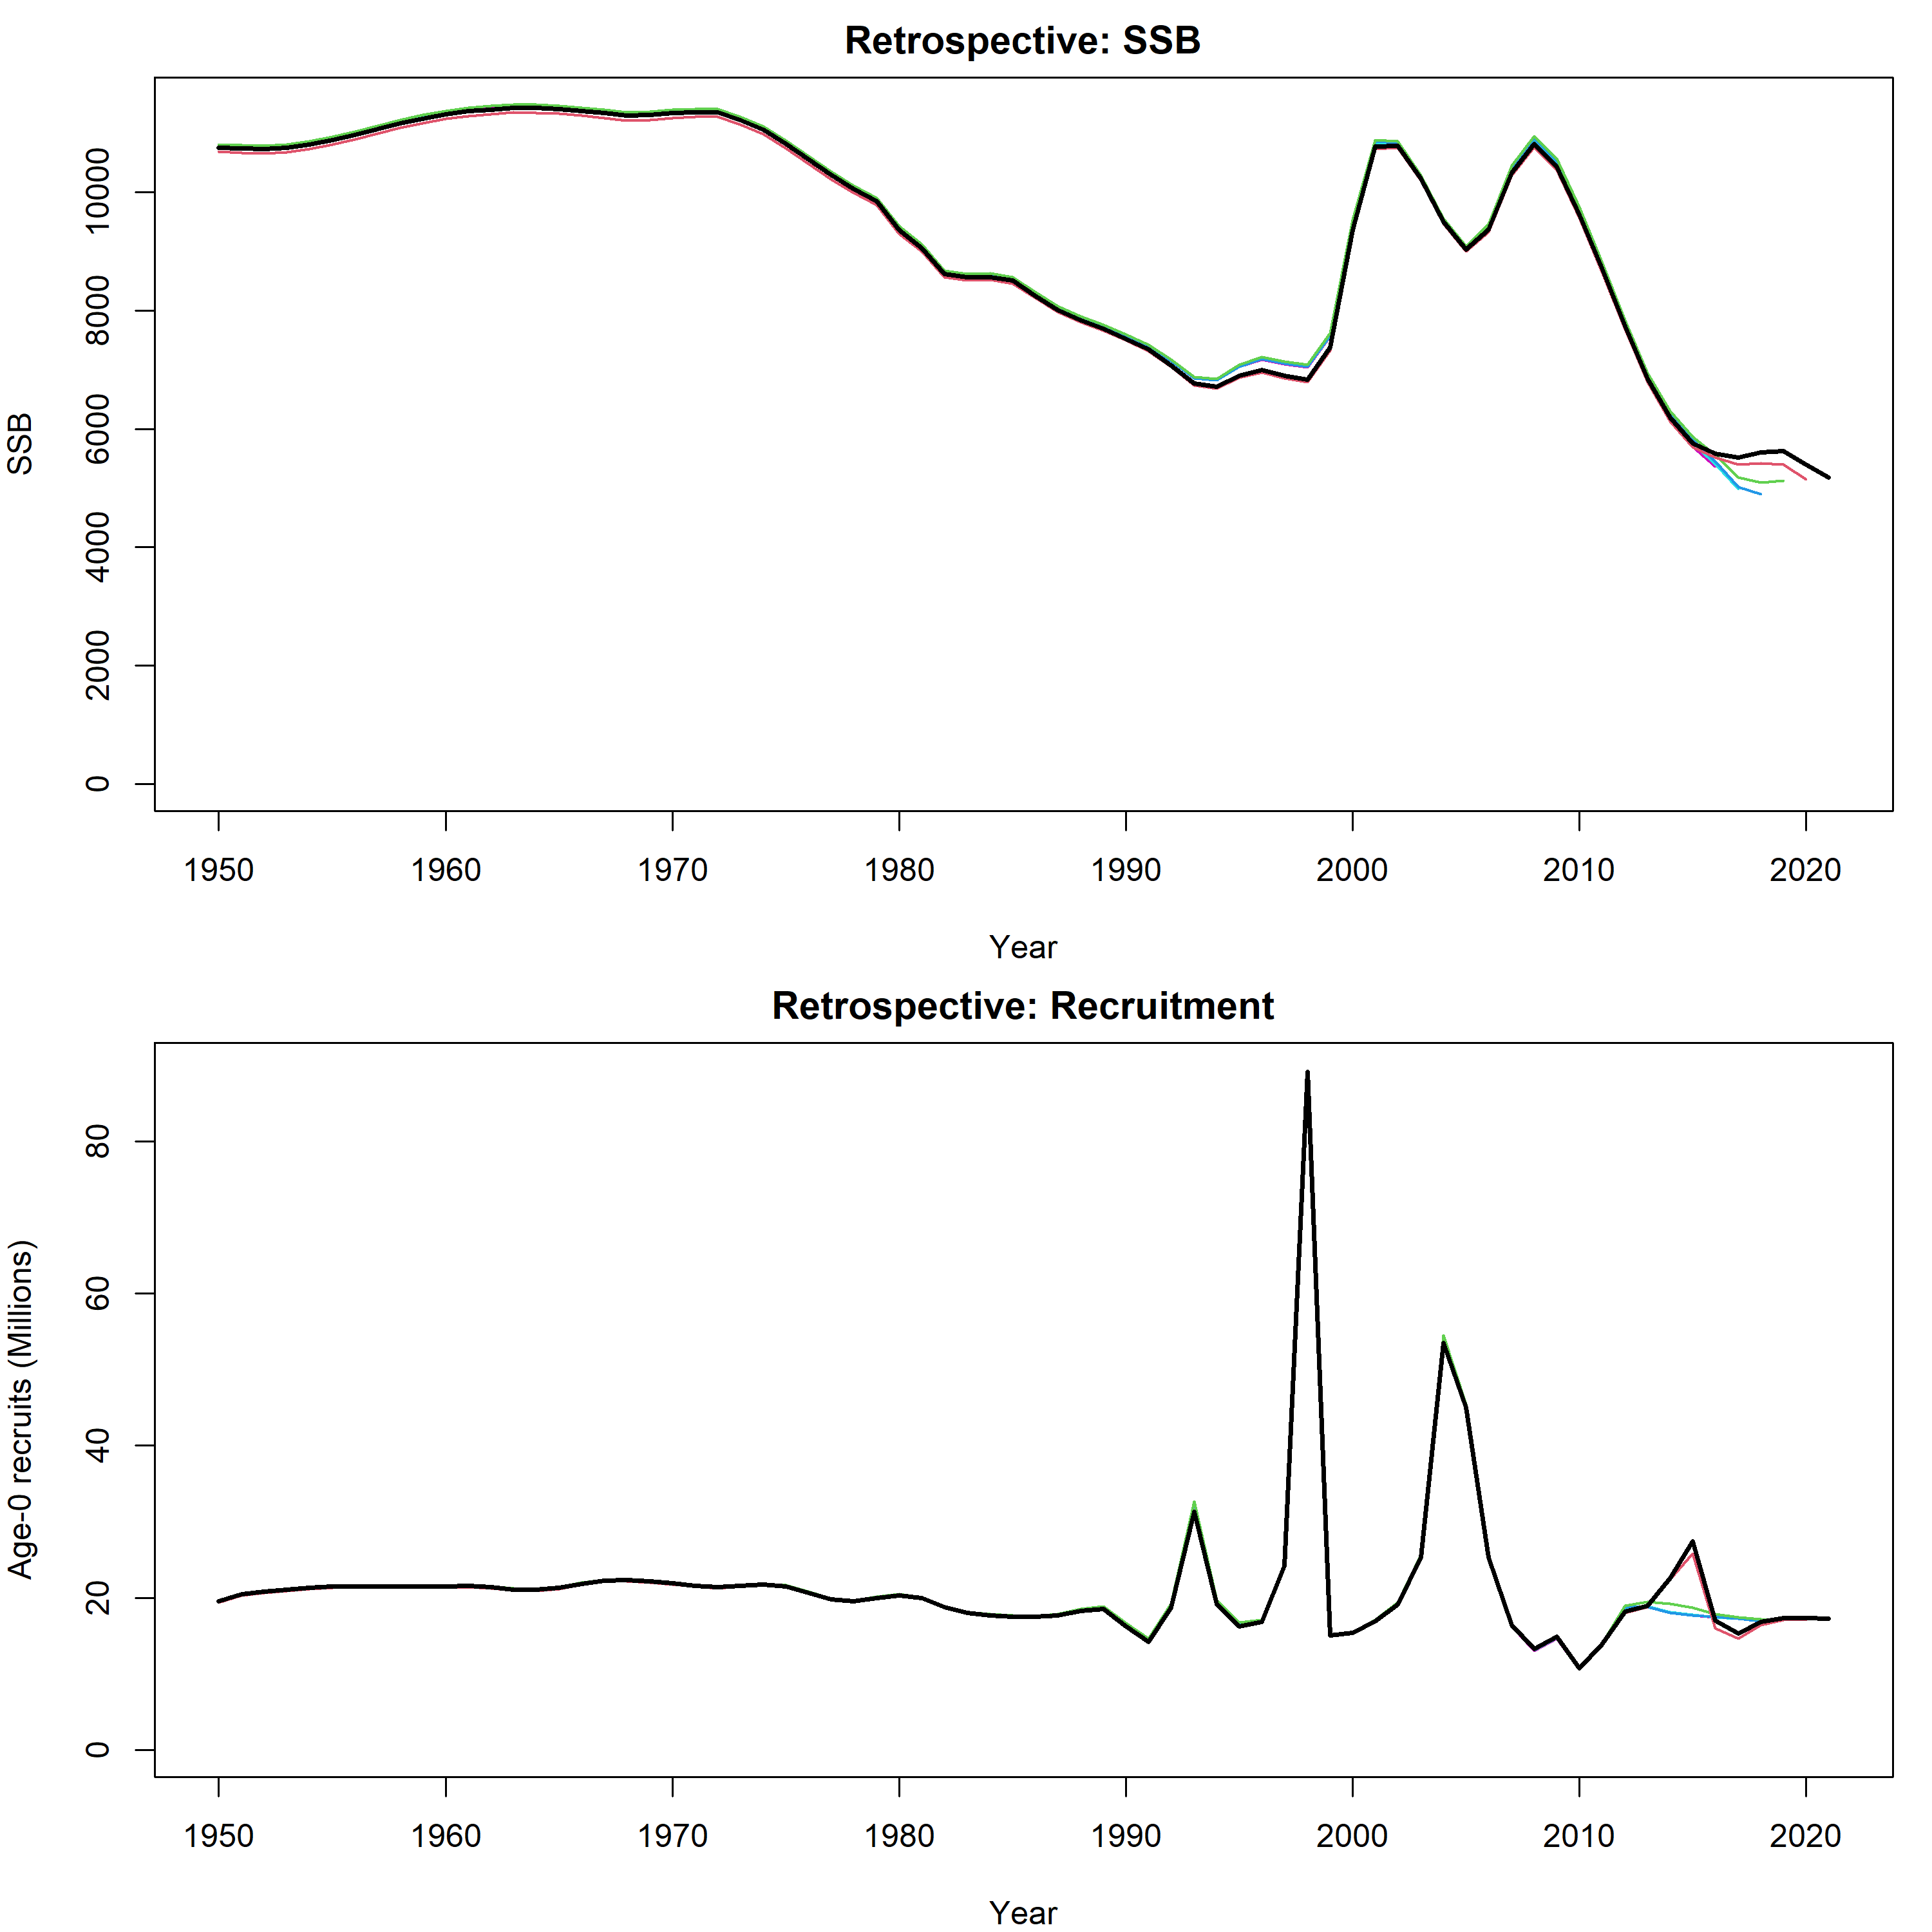 Retrospective: SSB
SSB
10000
8000
6000
4000
2000
0
1950 1960 1970 1980 1990 2000 2010 2020
Year
Retrospective: Recruitment
Age-0 recruits (Millions)
80
60
40
20
0
1950 1960 1970 1980 1990 2000 2010 2020
Year